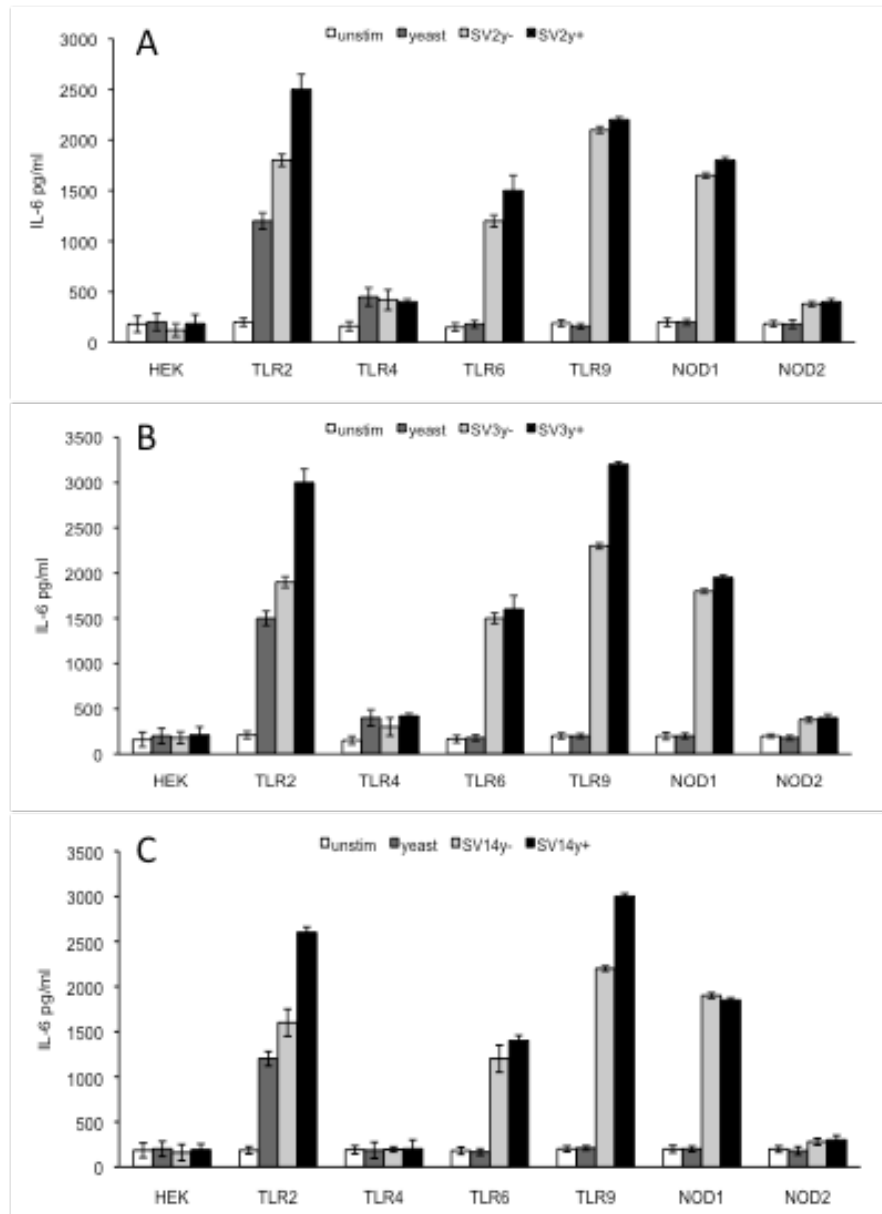 A
unstim yeast SV2y- SV2y+
3000
2500
2000
1500
1000
500
0
IL-6 pg/ml
HEK TLR2 TLR4 TLR6 TLR9 NOD1 NOD2
B
unstim yeast SV3y- SV3y+
3500
3000
2500
2000
1500
1000
500
0
IL-6 pg/ml
HEK TLR2 TLR4 TLR6 TLR9 NOD1 NOD2
C
unstim yeast SV14y- SV14y+
3500
3000
2500
2000
1500
1000
500
0
IL-6 pg/ml
HEK TLR2 TLR4 TLR6 TLR9 NOD1 NOD2